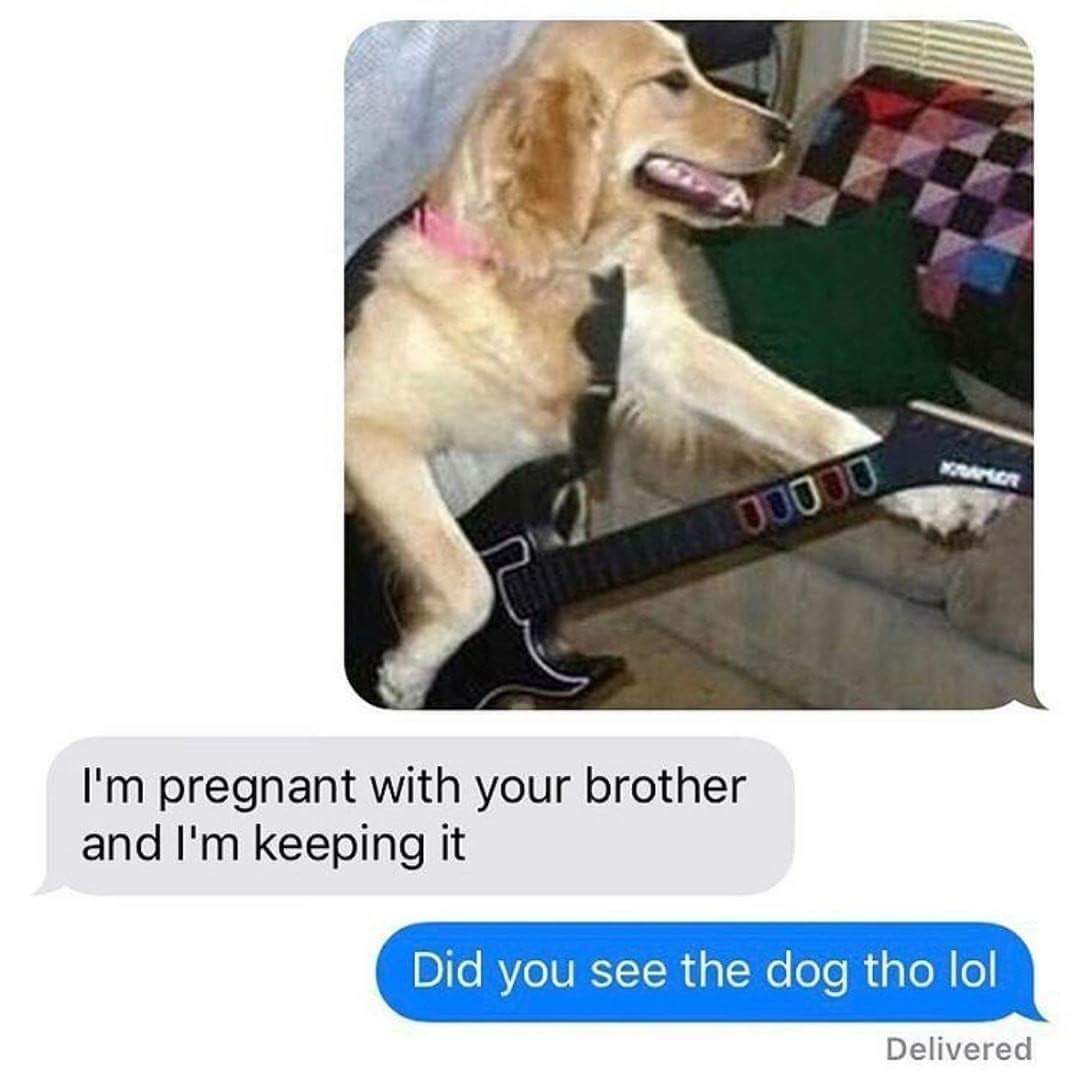 I'm pregnant with your brother
and I'm keeping it
Did you see the dog tho lol
Delivered